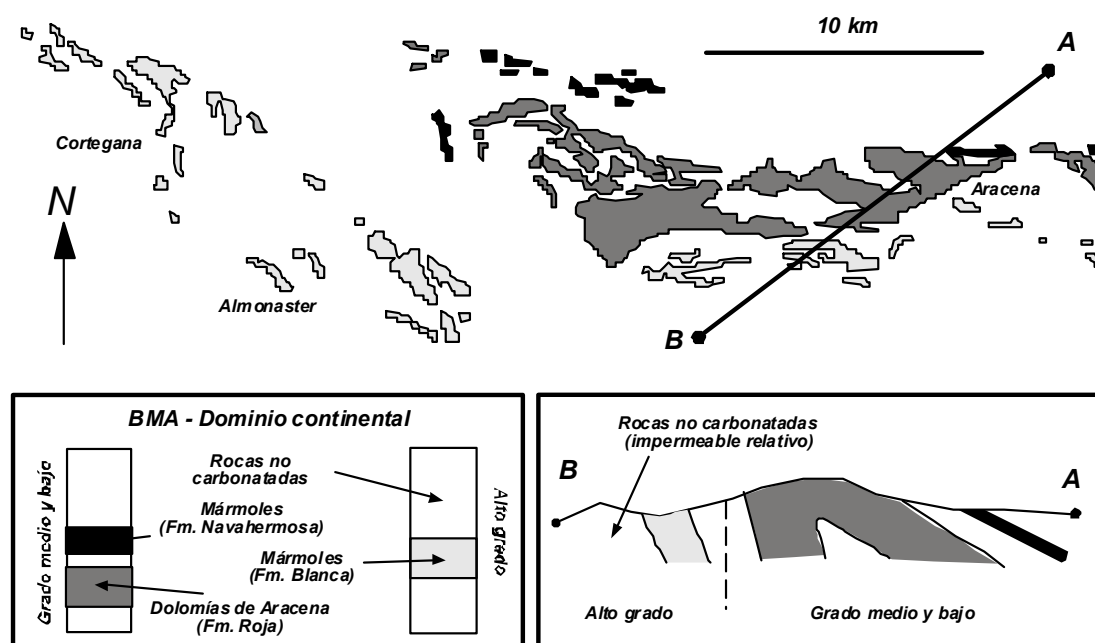 10 km
A
Cortegana
N
Aracena
Almonaster
B
BMA - Dominio continental
Grado medio y bajo
Rocas no
carbonatadas
Mármoles
(Fm. Navahermosa)
Mármoles
(Fm. Blanca)
Dolomías de Aracena
(Fm. Roja)
Alto grado
Rocas no carbonatadas
(impermeable relativo)
B
A
Alto grado
Grado medio y bajo